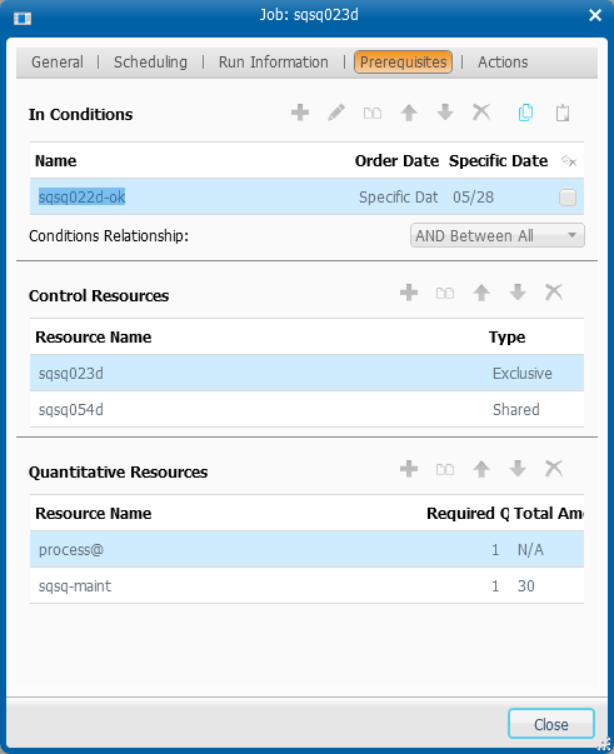 Job: sqsq023d
General | Scheduling | Run Information | Prerequisites | Actions
In Conditions
Name Order Date Specific Date
sqsq022d-ok Specific Dat 05/28
Conditions Relationship: AND Between All
Control Resources
Resource Name Type
sqsq023d Exclusive
sqsq054d Shared
Quantitative Resources
Resource Name Required Q Total Am
process@ 1 N/A
sqsq-maint 1 30
Close